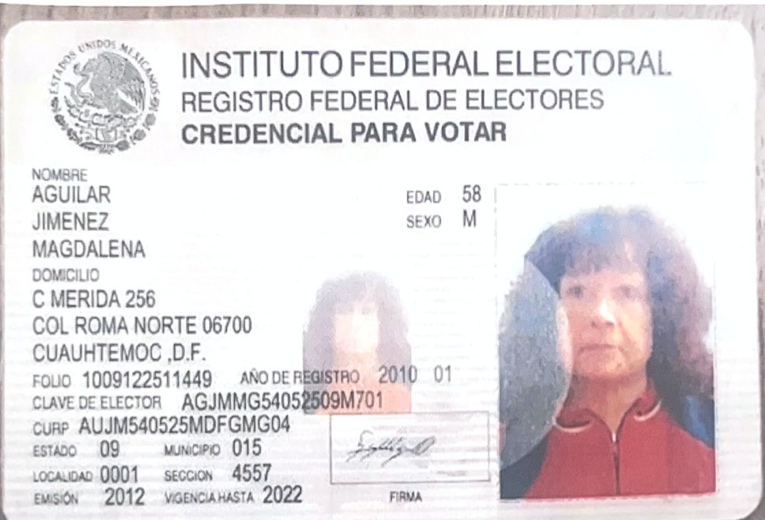 ESTADOS UNIDOS MEXICANOS
INSTITUTO FEDERAL ELECTORAL
REGISTRO FEDERAL DE ELECTORES
CREDENCIAL PARA VOTAR
NOMBRE
AGUILAR
JIMENEZ
MAGDALENA
EDAD 58
SEXO M
DOMICILIO
C MERIDA 256
COL ROMA NORTE 06700
CUAUHTEMOC ,D.F.
FOLIO 1009122511449 AÑO DE REGISTRO 2010 01
CLAVE DE ELECTOR AGJMMG54052509M701
CURP AUJM540525MDFGMG04
ESTADO 09 MUNICIPIO 015
LOCALIDAD 0001 SECCION 4557
EMISIÓN 2012 VIGENCIA HASTA 2022
FIRMA